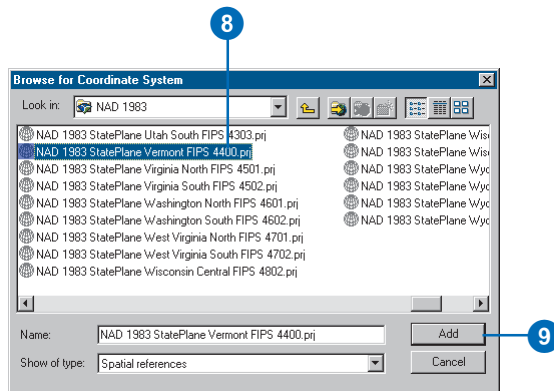 8
Browse for Coordinate System
Look in: NAD 1983
NAD 1983 StatePlane Utah South FIPS 4303.prj
NAD 1983 StatePlane Vermont FIPS 4400.prj
NAD 1983 StatePlane Virginia North FIPS 4501.prj
NAD 1983 StatePlane Virginia South FIPS 4502.prj
NAD 1983 StatePlane Washington North FIPS 4601.prj
NAD 1983 StatePlane Washington South FIPS 4602.prj
NAD 1983 StatePlane West Virginia North FIPS 4701.prj
NAD 1983 StatePlane West Virginia South FIPS 4702.prj
NAD 1983 StatePlane Wisconsin Central FIPS 4802.prj
NAD 1983 StatePlane Wisc
NAD 1983 StatePlane Wisc
NAD 1983 StatePlane Wyc
NAD 1983 StatePlane Wyc
NAD 1983 StatePlane Wyc
NAD 1983 StatePlane Wyc
Name: NAD 1983 StatePlane Vermont FIPS 4400.prj
Add
9
Show of type: Spatial references
Cancel